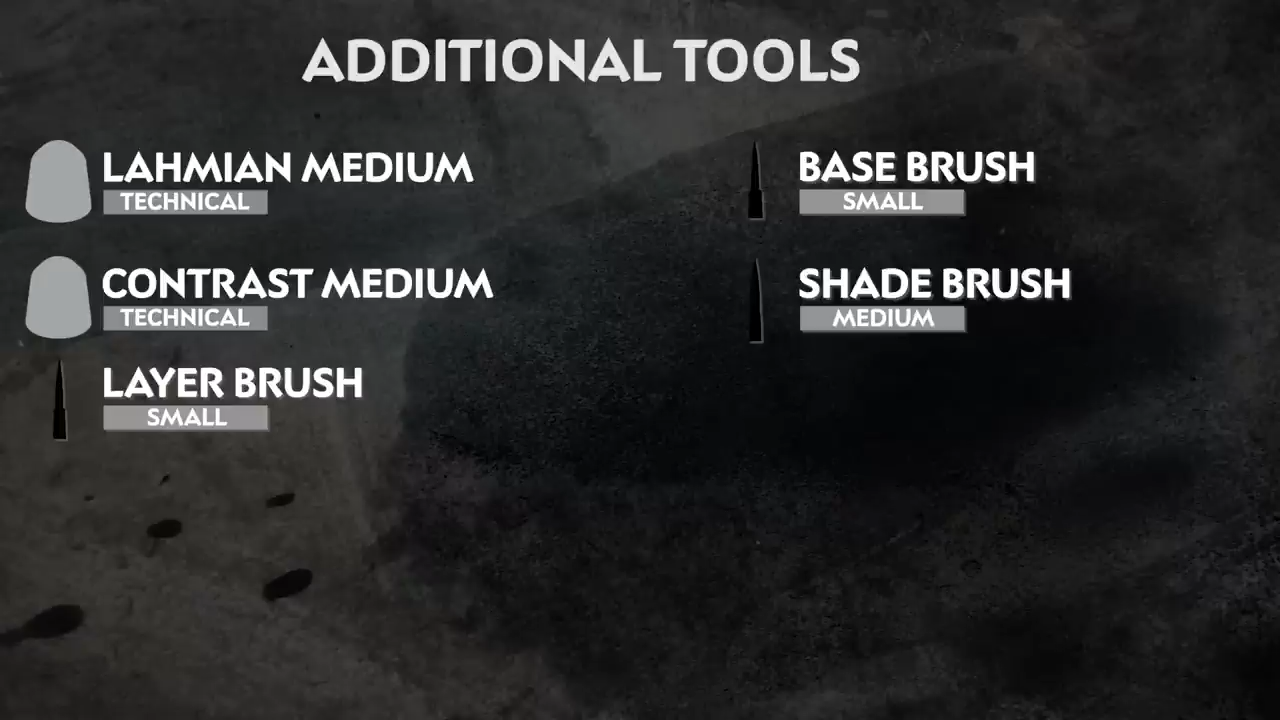 ADDITIONAL TOOLS
LAHMIAN MEDIUM
TECHNICAL
CONTRAST MEDIUM
TECHNICAL
LAYER BRUSH
SMALL
BASE BRUSH
SMALL
SHADE BRUSH
MEDIUM